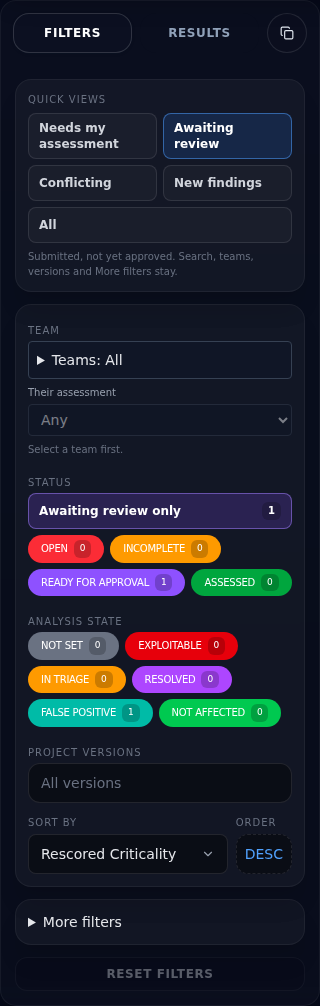 FILTERS
RESULTS
QUICK VIEWS
Needs my
assessment
Awaiting
review
Conflicting
New findings
All
Submitted, not yet approved. Search, teams,
versions and More filters stay.
TEAM
Teams: All
Their assessment
Any
Select a team first.
STATUS
Awaiting review only 1
OPEN 0
INCOMPLETE 0
READY FOR APPROVAL 1
ASSESSED 0
ANALYSIS STATE
NOT SET 0
EXPLOITABLE 0
IN TRIAGE 0
RESOLVED 0
FALSE POSITIVE 1
NOT AFFECTED 0
PROJECT VERSIONS
All versions
SORT BY
ORDER
Rescored Criticality
DESC
More filters
RESET FILTERS